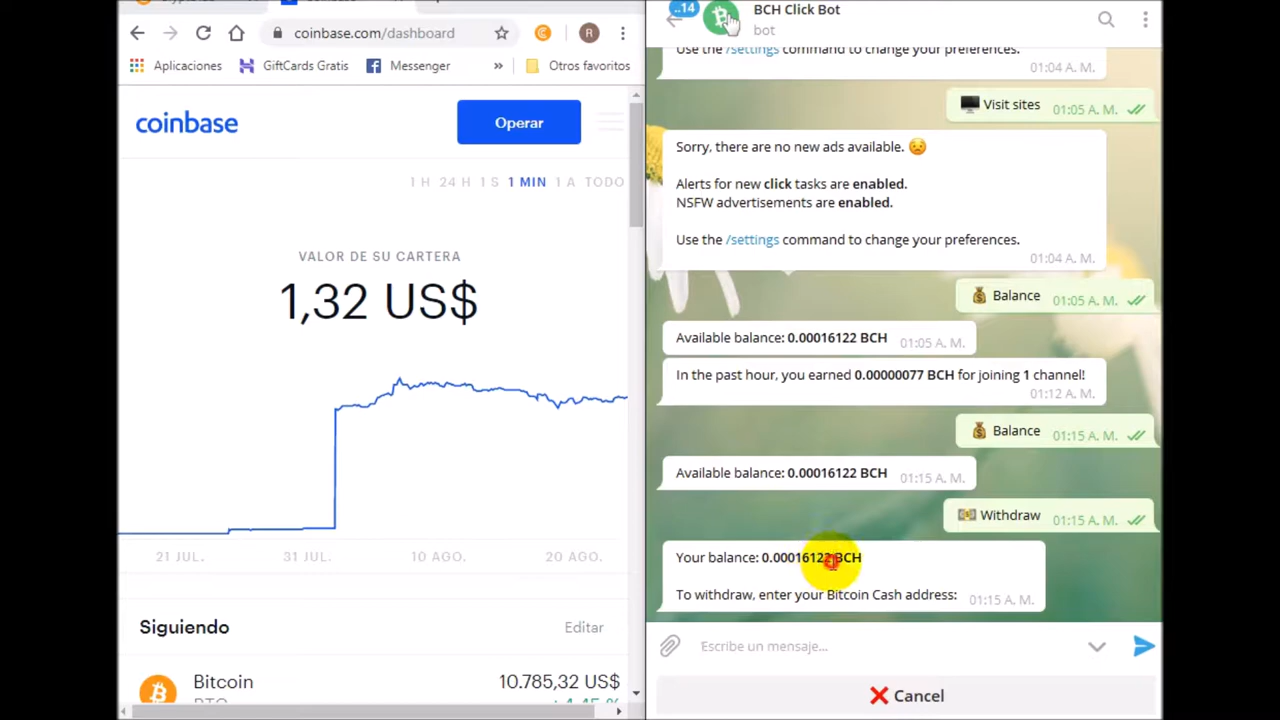 coinbase.com/dashboard
R
Aplicaciones
GiftCards Gratis
Messenger
»
Otros favoritos
coinbase
Operar
1 H 24 H 1 S 1 MIN 1 A TODO
VALOR DE SU CARTERA
1,32 US$
21 JUL. 31 JUL. 10 AGO. 20 AGO.
Siguiendo
Editar
Bitcoin
10.785,32 US$
..14
BCH Click Bot
bot
Use the /settings command to change your preferences.
01:04 A. M.
Visit sites 01:05 A. M.
Sorry, there are no new ads available. 😟
Alerts for new click tasks are enabled.
NSFW advertisements are enabled.
Use the /settings command to change your preferences.
01:04 A. M.
💰 Balance 01:05 A. M.
Available balance: 0.00016122 BCH 01:05 A. M.
In the past hour, you earned 0.00000077 BCH for joining 1 channel!
01:12 A. M.
💰 Balance 01:15 A. M.
Available balance: 0.00016122 BCH 01:15 A. M.
Withdraw 01:15 A. M.
Your balance: 0.00016122 BCH
To withdraw, enter your Bitcoin Cash address: 01:15 A. M.
Escribe un mensaje...
❌ Cancel